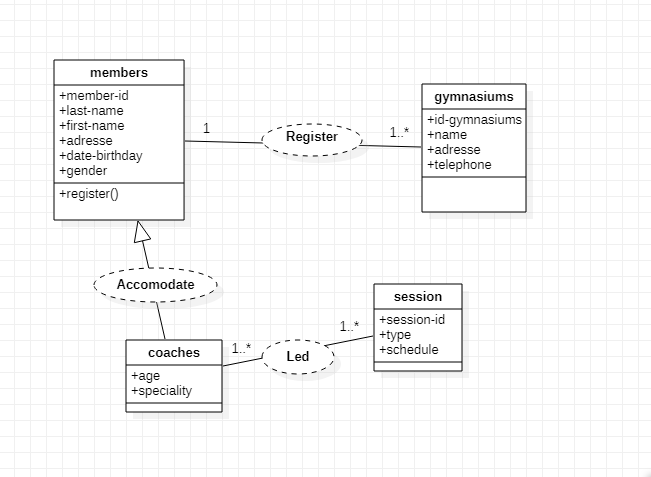 members
+member-id
+last-name
+first-name
+adresse
+date-birthday
+gender
+register()
1
Register
1..*
gymnasiums
+id-gymnasiums
+name
+adresse
+telephone
Accomodate
coaches
+age
+speciality
1..*
Led
1..*
session
+session-id
+type
+schedule